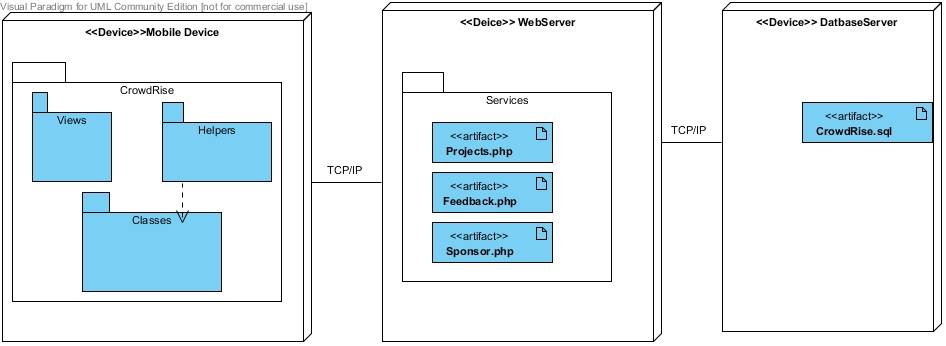 Visual Paradigm for UML Community Edition [not for commercial use]
<<Device>>Mobile Device
CrowdRise
Views
Helpers
Classes
TCP/IP
<<Deice>> WebServer
Services
<<artifact>>
Projects.php
<<artifact>>
Feedback.php
<<artifact>>
Sponsor.php
TCP/IP
<<Device>> DatbaseServer
<<artifact>>
CrowdRise.sql